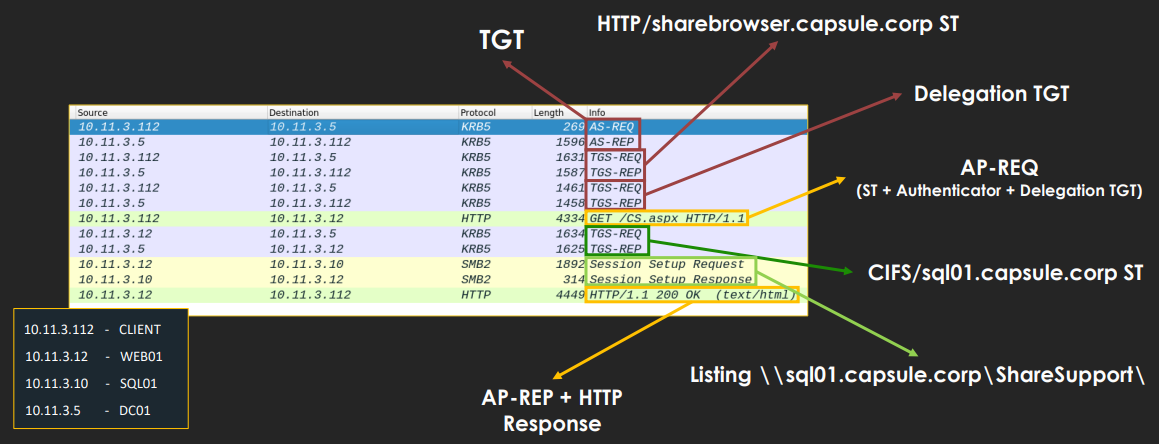 HTTP/sharebrowser.capsule.corp ST
TGT
Delegation TGT
Source Destination Protocol Length Info
10.11.3.112 10.11.3.5 KRB5 269 AS-REQ
10.11.3.5 10.11.3.112 KRB5 1596 AS-REP
10.11.3.112 10.11.3.5 KRB5 1631 TGS-REQ
10.11.3.5 10.11.3.112 KRB5 1587 TGS-REP
10.11.3.112 10.11.3.5 KRB5 1461 TGS-REQ
10.11.3.5 10.11.3.112 KRB5 1458 TGS-REP
10.11.3.112 10.11.3.12 HTTP 4334 GET /CS.aspx HTTP/1.1
10.11.3.12 10.11.3.5 KRB5 1634 TGS-REQ
10.11.3.5 10.11.3.12 KRB5 1625 TGS-REP
10.11.3.12 10.11.3.10 SMB2 1892 Session Setup Request
10.11.3.10 10.11.3.12 SMB2 314 Session Setup Response
10.11.3.12 10.11.3.112 HTTP 4449 HTTP/1.1 200 OK (text/html)
AP-REQ
(ST + Authenticator + Delegation TGT)
CIFS/sql01.capsule.corp ST
10.11.3.112 - CLIENT
10.11.3.12 - WEB01
10.11.3.10 - SQL01
10.11.3.5 - DC01
Listing \\sql01.capsule.corp\ShareSupport\
AP-REP + HTTP
Response